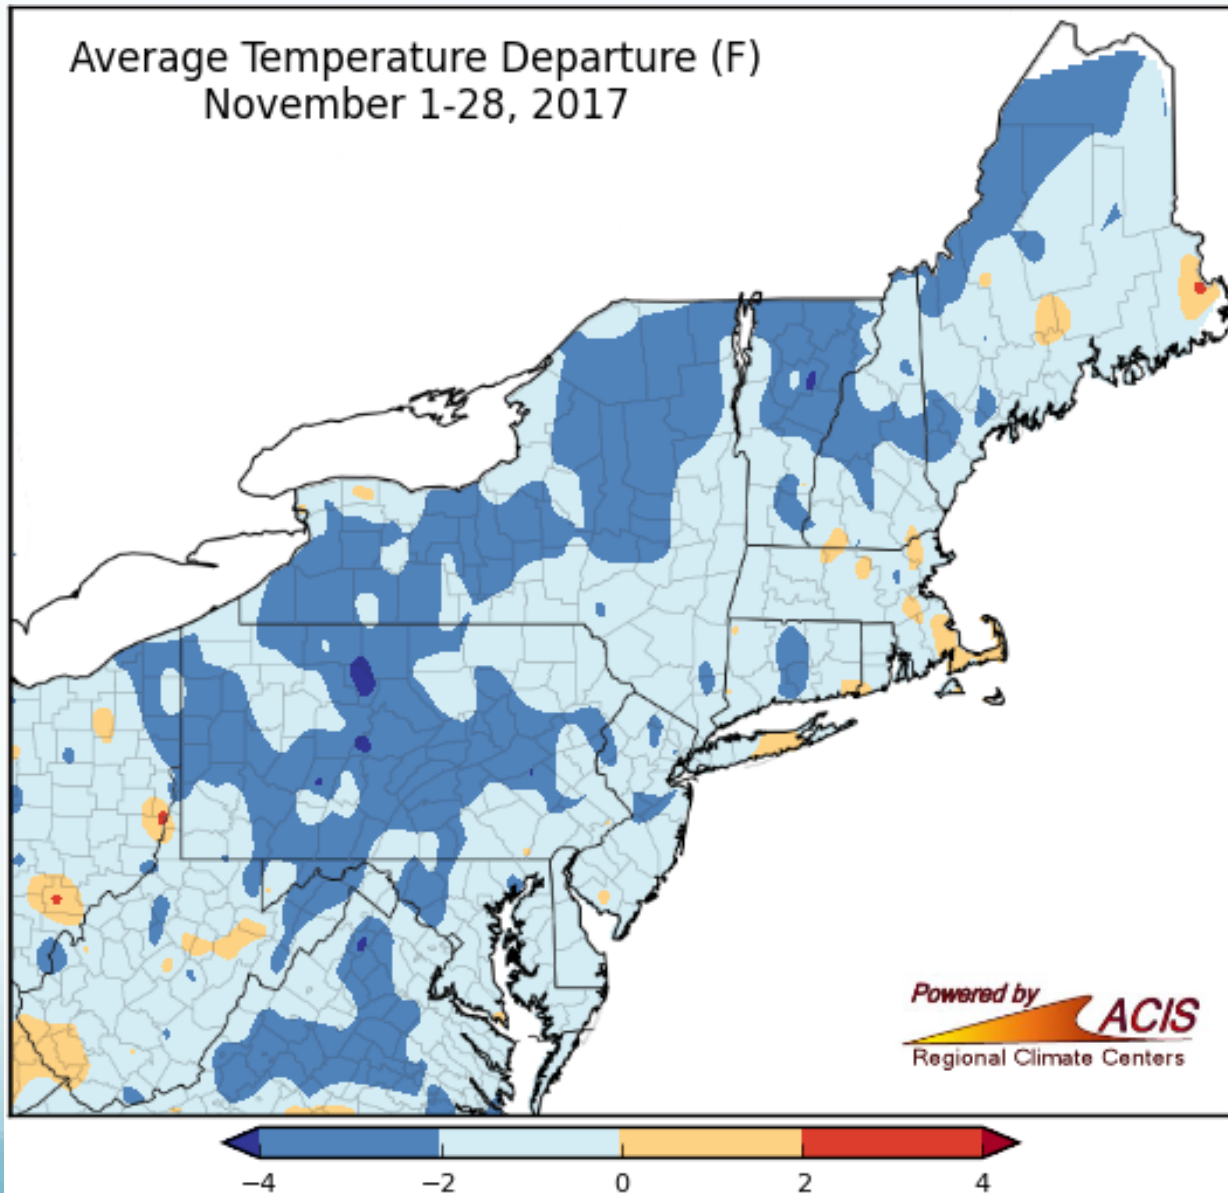 Average Temperature Departure (F)
November 1-28, 2017
Powered by
ACIS
Regional Climate Centers
−4
−2
0
2
4